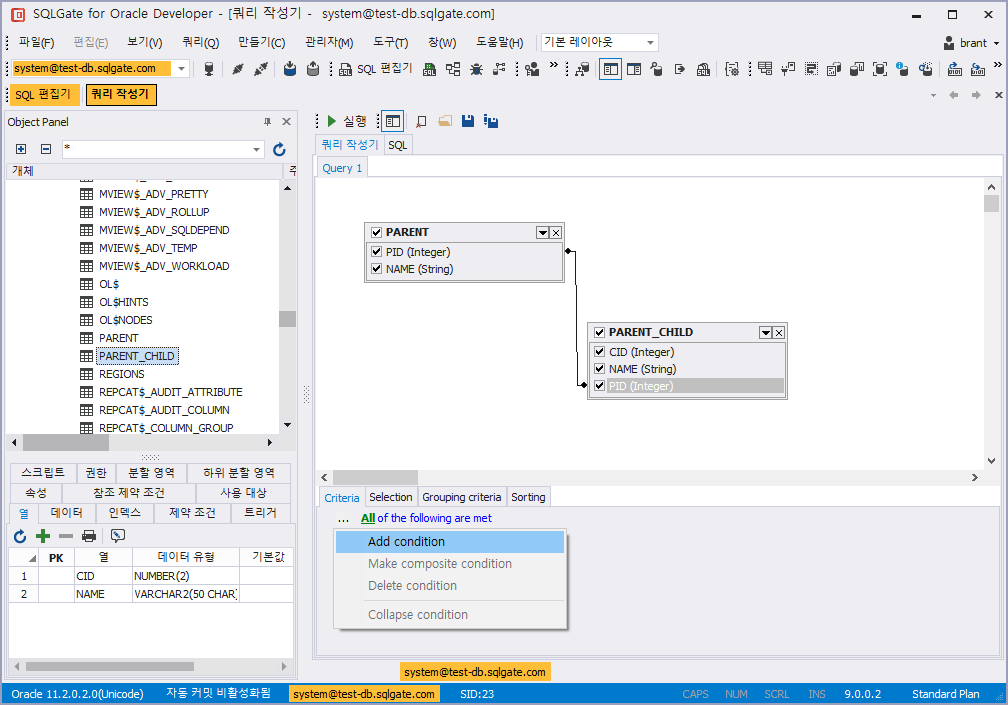 SQLGate for Oracle Developer - [쿼리 작성기 - system@test-db.sqlgate.com]
파일(F) 편집(E) 보기(V) 쿼리(Q) 만들기(C) 관리자(M) 도구(T) 창(W) 도움말(H) 기본 레이아웃 brant
system@test-db.sqlgate.com SQL 편집기
SQL 편집기 쿼리 작성기
Object Panel
실행
*
쿼리 작성기 SQL
개체
Query 1
MVIEW$_ADV_PRETTY
MVIEW$_ADV_ROLLUP
MVIEW$_ADV_SQLDEPEND
MVIEW$_ADV_TEMP
MVIEW$_ADV_WORKLOAD
OL$
OL$HINTS
OL$NODES
PARENT
PARENT_CHILD
REGIONS
REPCAT$_AUDIT_ATTRIBUTE
REPCAT$_AUDIT_COLUMN
REPCAT$_COLUMN_GROUP
PARENT
PID (Integer)
NAME (String)
PARENT_CHILD
CID (Integer)
NAME (String)
PID (Integer)
스크립트 권한 분할 영역 하위 분할 영역
속성 참조 제약 조건 사용 대상
열 데이터 인덱스 제약 조건 트리거
PK 열 데이터 유형 기본값
1 CID NUMBER(2)
2 NAME VARCHAR2(50 CHAR)
Criteria Selection Grouping criteria Sorting
... All of the following are met
Add condition
Make composite condition
Delete condition
Collapse condition
system@test-db.sqlgate.com
Oracle 11.2.0.2.0(Unicode) 자동 커밋 비활성화됨 system@test-db.sqlgate.com SID:23 CAPS NUM SCRL INS 9.0.0.2 Standard Plan